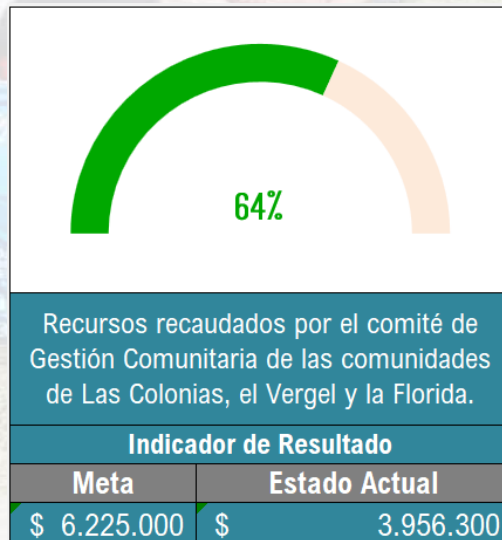 64%
Recursos recaudados por el comité de
Gestión Comunitaria de las comunidades
de Las Colonias, el Vergel y la Florida.
Indicador de Resultado
Meta Estado Actual
$ 6.225.000 $ 3.956.300